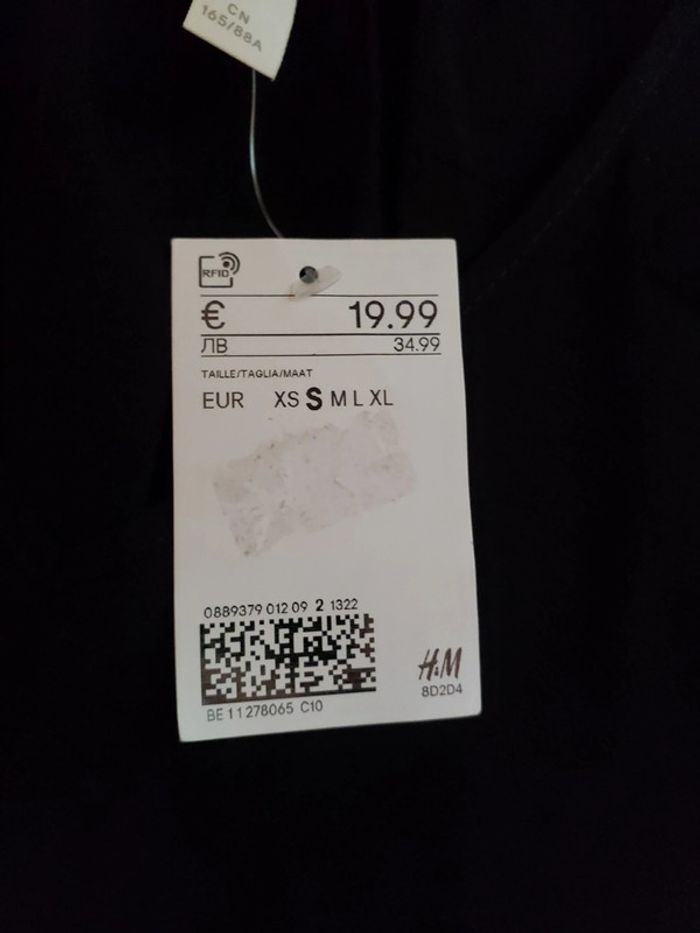 CN
165/88A
RFID
€ 19.99
ЛВ 34.99
TAILLE/TAGLIA/MAAT
EUR XS S M L XL
0889379 012 09 2 1322
H&M
8D2D4
BE 11278065 C10